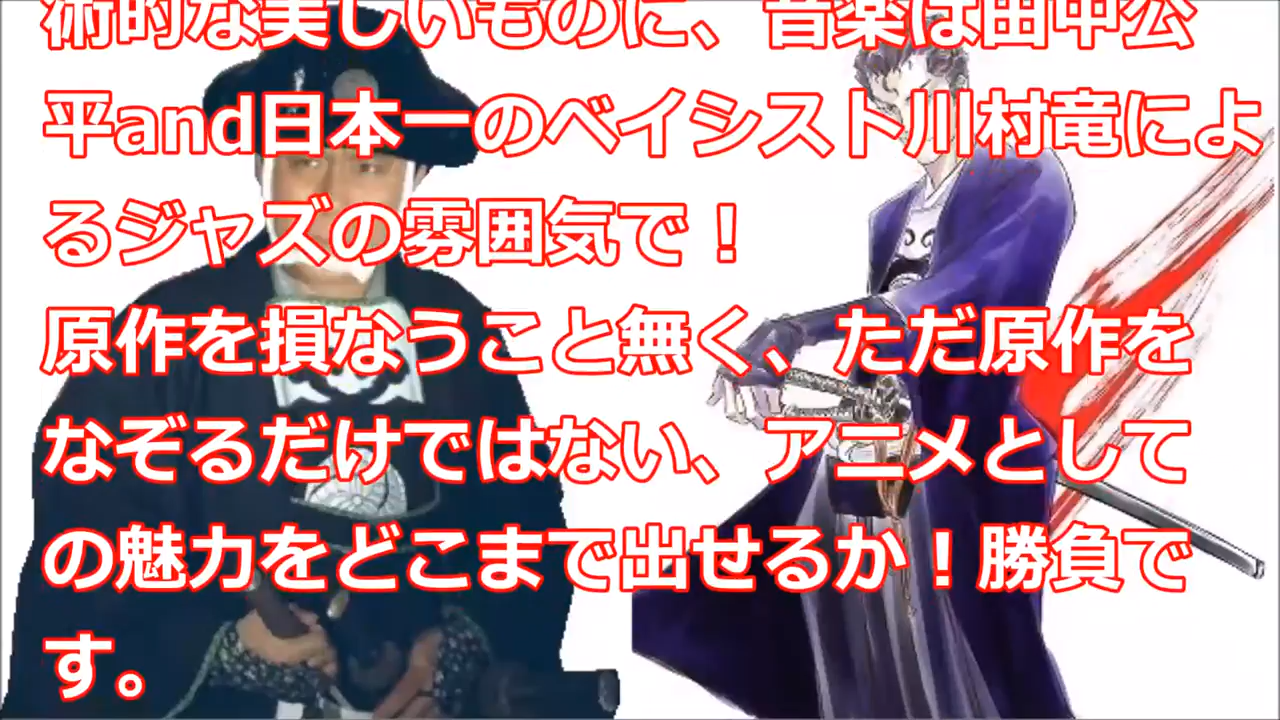 術的な美しいものに、音楽は田中公
平and日本一のベイシスト川村竜によ
るジャズの雰囲気で！
原作を損なうこと無く、ただ原作を
なぞるだけではない、アニメとして
の魅力をどこまで出せるか！勝負で
す。